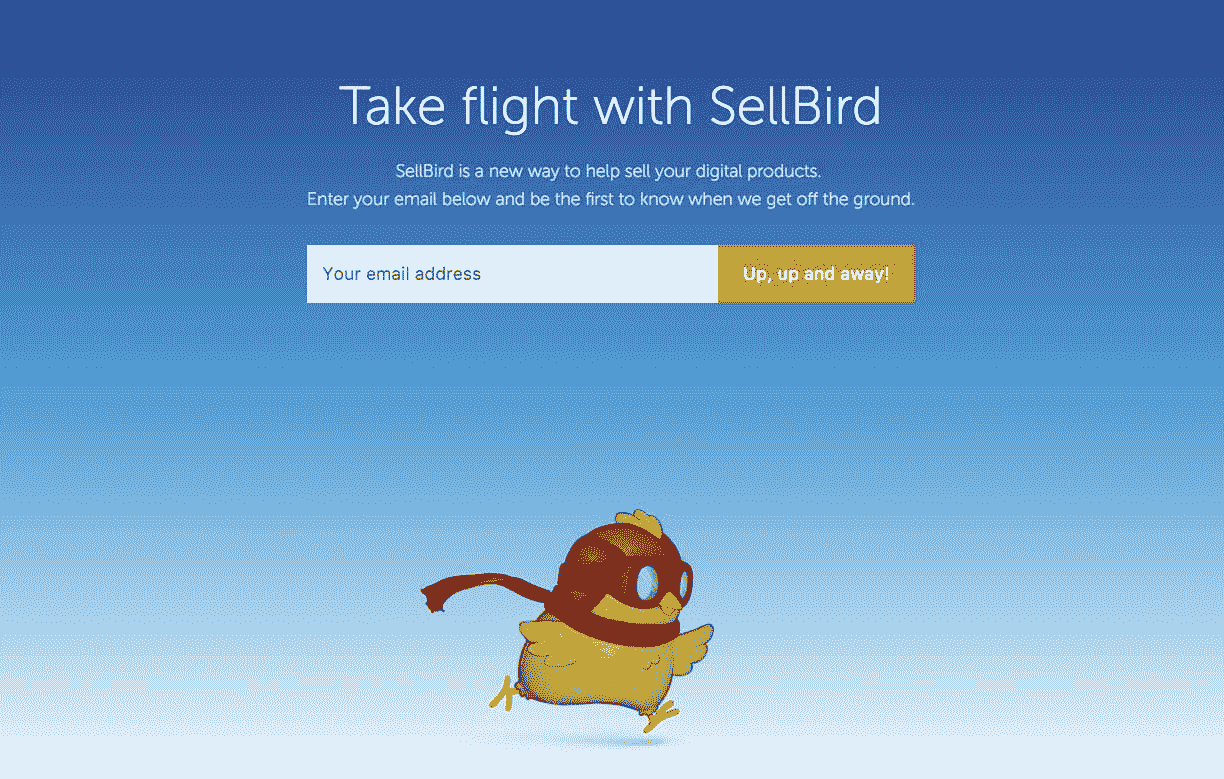 Take flight with SellBird
SellBird is a new way to help sell your digital products.
Enter your email below and be the first to know when we get off the ground.
Your email address
Up, up and away!